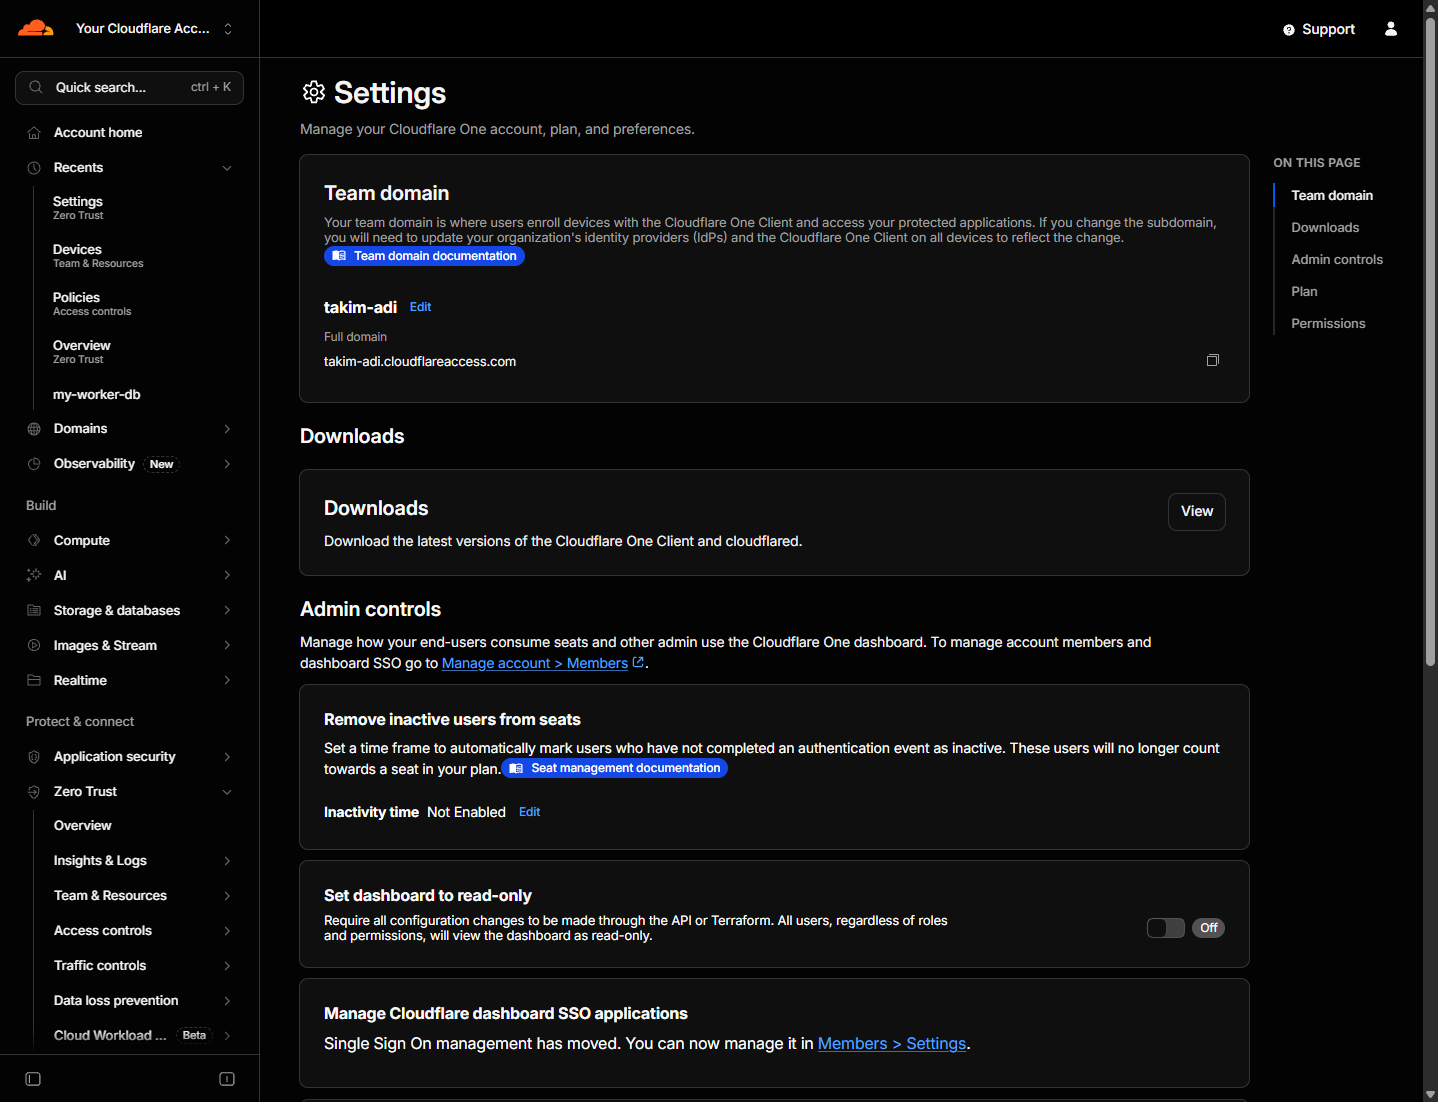 Your Cloudflare Acc...
Support
Quick search...
ctrl + K
Account home
Recents
Settings
Zero Trust
Devices
Team & Resources
Policies
Access controls
Overview
Zero Trust
my-worker-db
Domains
Observability New
Build
Compute
AI
Storage & databases
Images & Stream
Realtime
Protect & connect
Application security
Zero Trust
Overview
Insights & Logs
Team & Resources
Access controls
Traffic controls
Data loss prevention
Cloud Workload ... Beta
Settings
Manage your Cloudflare One account, plan, and preferences.
Team domain
Your team domain is where users enroll devices with the Cloudflare One Client and access your protected applications. If you change the subdomain,
you will need to update your organization's identity providers (IdPs) and the Cloudflare One Client on all devices to reflect the change.
Team domain documentation
takim-adi Edit
Full domain
takim-adi.cloudflareaccess.com
Downloads
Downloads
View
Download the latest versions of the Cloudflare One Client and cloudflared.
Admin controls
Manage how your end-users consume seats and other admin use the Cloudflare One dashboard. To manage account members and
dashboard SSO go to Manage account > Members.
Remove inactive users from seats
Set a time frame to automatically mark users who have not completed an authentication event as inactive. These users will no longer count
towards a seat in your plan. Seat management documentation
Inactivity time Not Enabled Edit
Set dashboard to read-only
Require all configuration changes to be made through the API or Terraform. All users, regardless of roles
and permissions, will view the dashboard as read-only.
Off
Manage Cloudflare dashboard SSO applications
Single Sign On management has moved. You can now manage it in Members > Settings.
ON THIS PAGE
Team domain
Downloads
Admin controls
Plan
Permissions